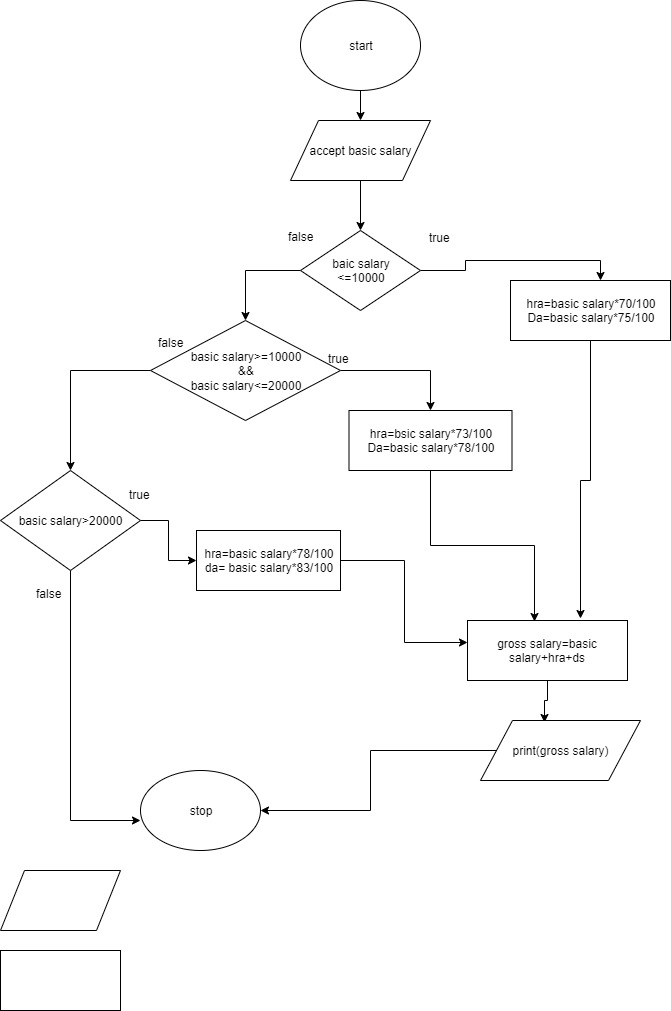 start
accept basic salary
false
true
baic salary
<=10000
hra=basic salary*70/100
Da=basic salary*75/100
false
true
basic salary>=10000
&&
basic salary<=20000
hra=bsic salary*73/100
Da=basic salary*78/100
true
basic salary>20000
hra=basic salary*78/100
da= basic salary*83/100
false
gross salary=basic
salary+hra+ds
print(gross salary)
stop